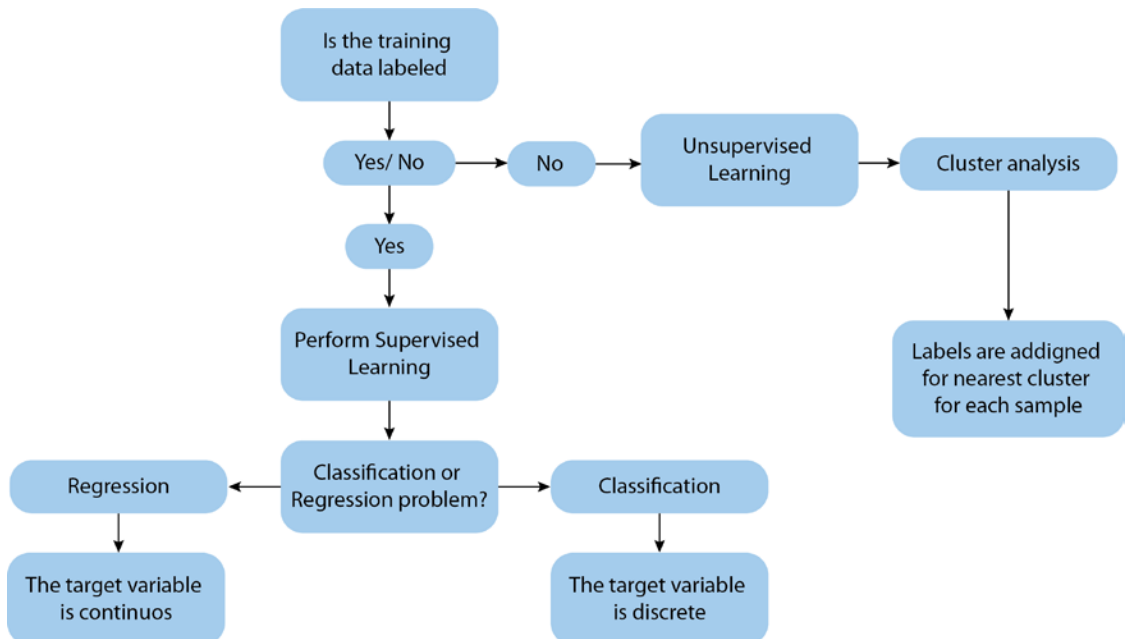 Is the training
data labeled
Yes/ No
No
Unsupervised
Learning
Cluster analysis
Yes
Perform Supervised
Learning
Labels are addigned
for nearest cluster
for each sample
Regression
Classification or
Regression problem?
Classification
The target variable
is continuos
The target variable
is discrete